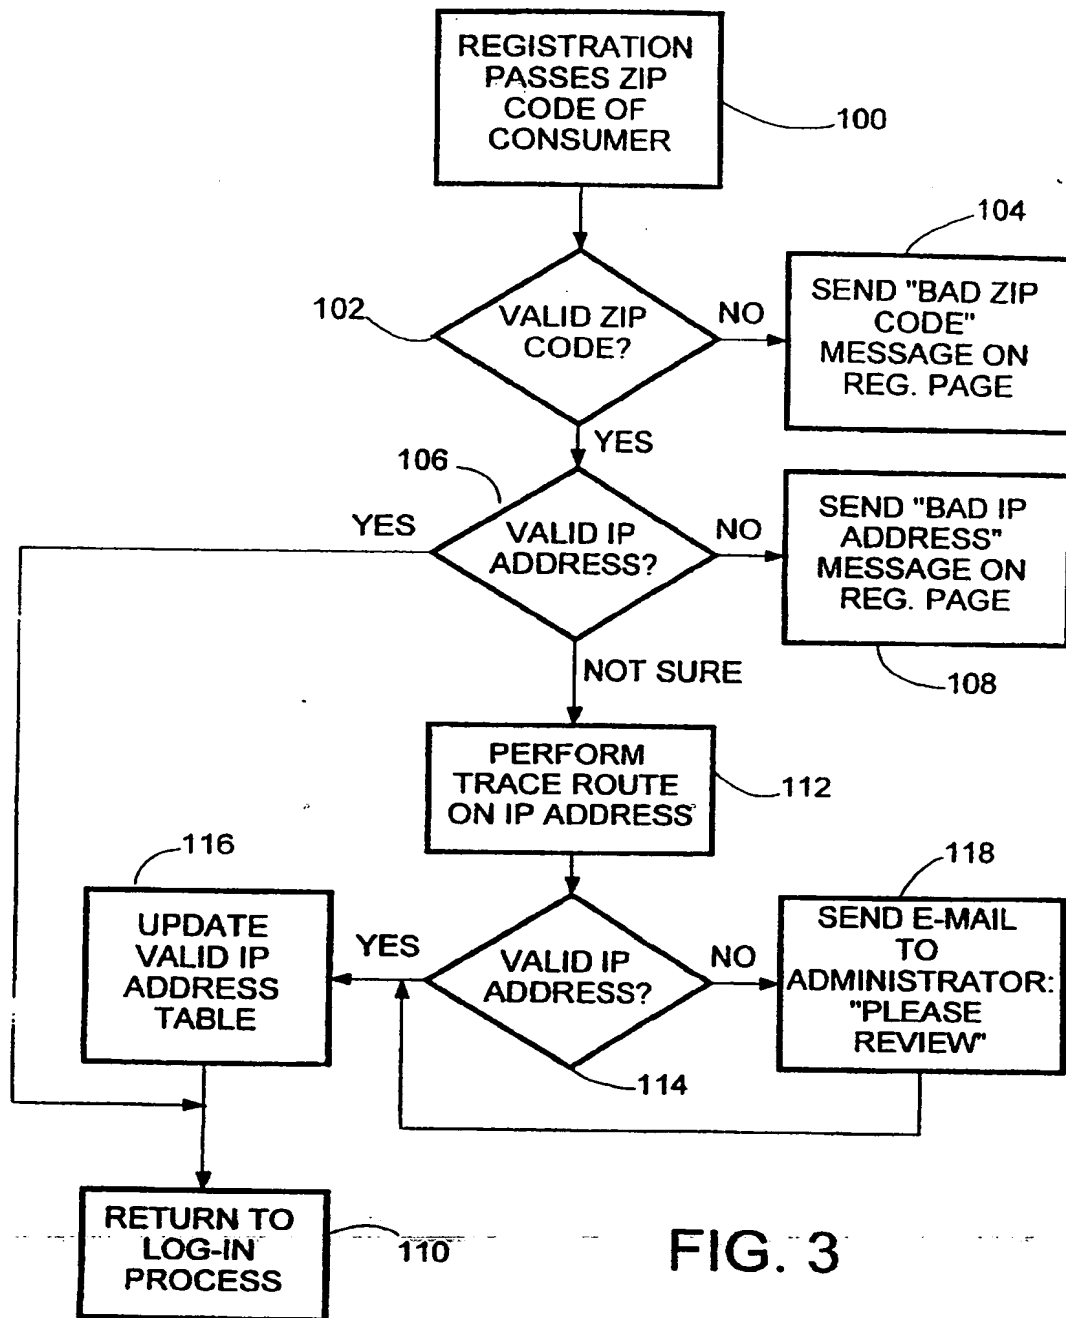 REGISTRATION
PASSES ZIP
CODE OF
CONSUMER
100
104
102
VALID ZIP
CODE?
NO
SEND "BAD ZIP
CODE"
MESSAGE ON
REG. PAGE
YES
106
YES
VALID IP
ADDRESS?
NO
SEND "BAD IP
ADDRESS"
MESSAGE ON
REG. PAGE
108
NOT SURE
PERFORM
TRACE ROUTE
ON IP ADDRESS
112
116
118
UPDATE
VALID IP
ADDRESS
TABLE
YES
VALID IP
ADDRESS?
NO
SEND E-MAIL
TO
ADMINISTRATOR:
"PLEASE
REVIEW"
114
RETURN TO
LOG-IN
PROCESS
110
FIG. 3